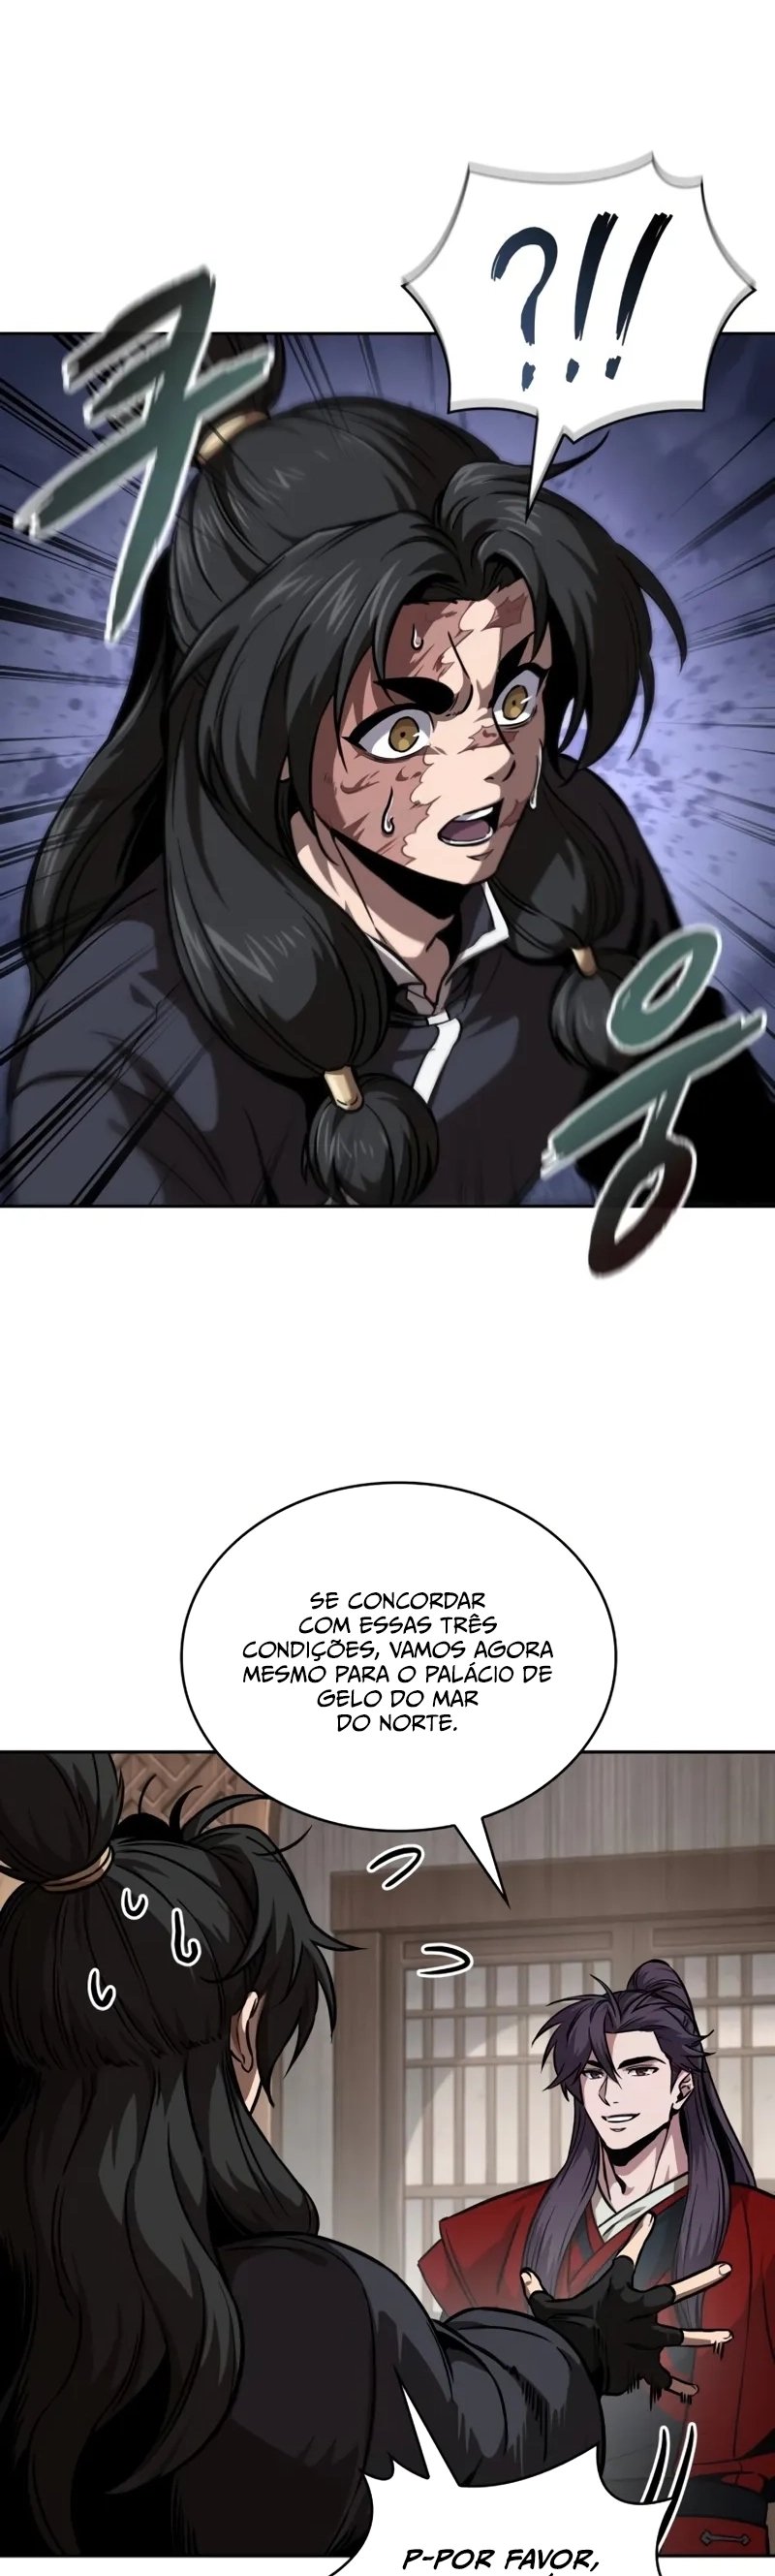 ?!!
쿠
웅
SE CONCORDAR
COM ESSAS TRÊS
CONDIÇÕES, VAMOS AGORA
MESMO PARA O PALÁCIO DE
GELO DO MAR
DO NORTE.
P-POR FAVOR,